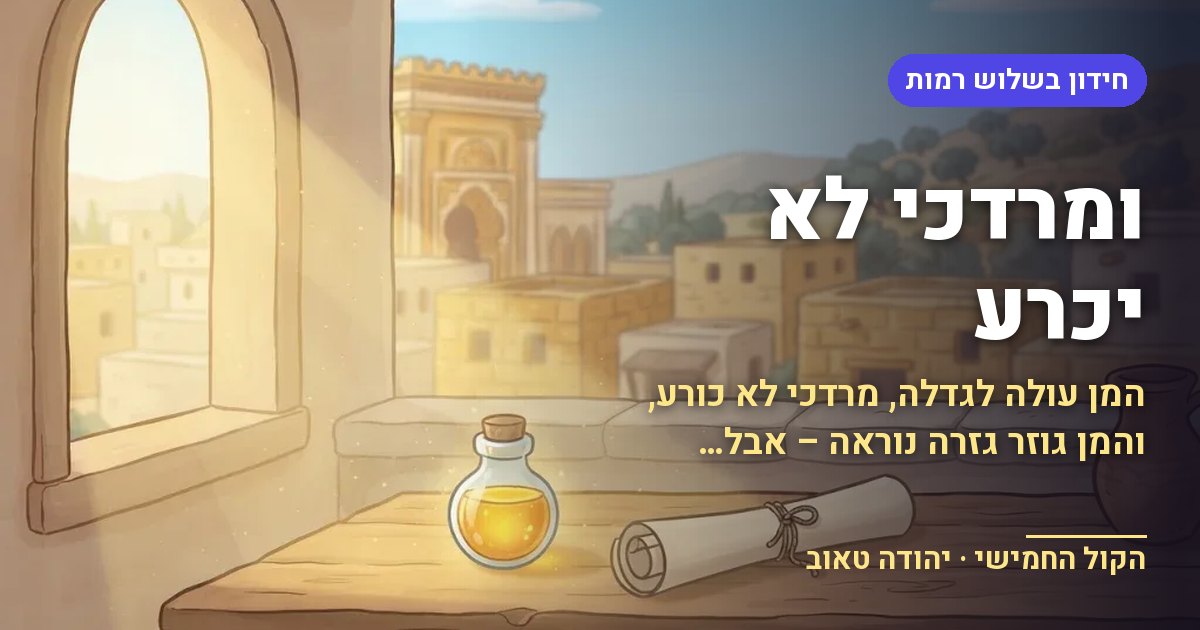 חידון בשלוש רמות
ומרדכי לא
יכרע
המן עולה לגדלה, מרדכי לא כורע,
והמן גוזר גזרה נוראה – אבל...
הקול החמישי · יהודה טאוב